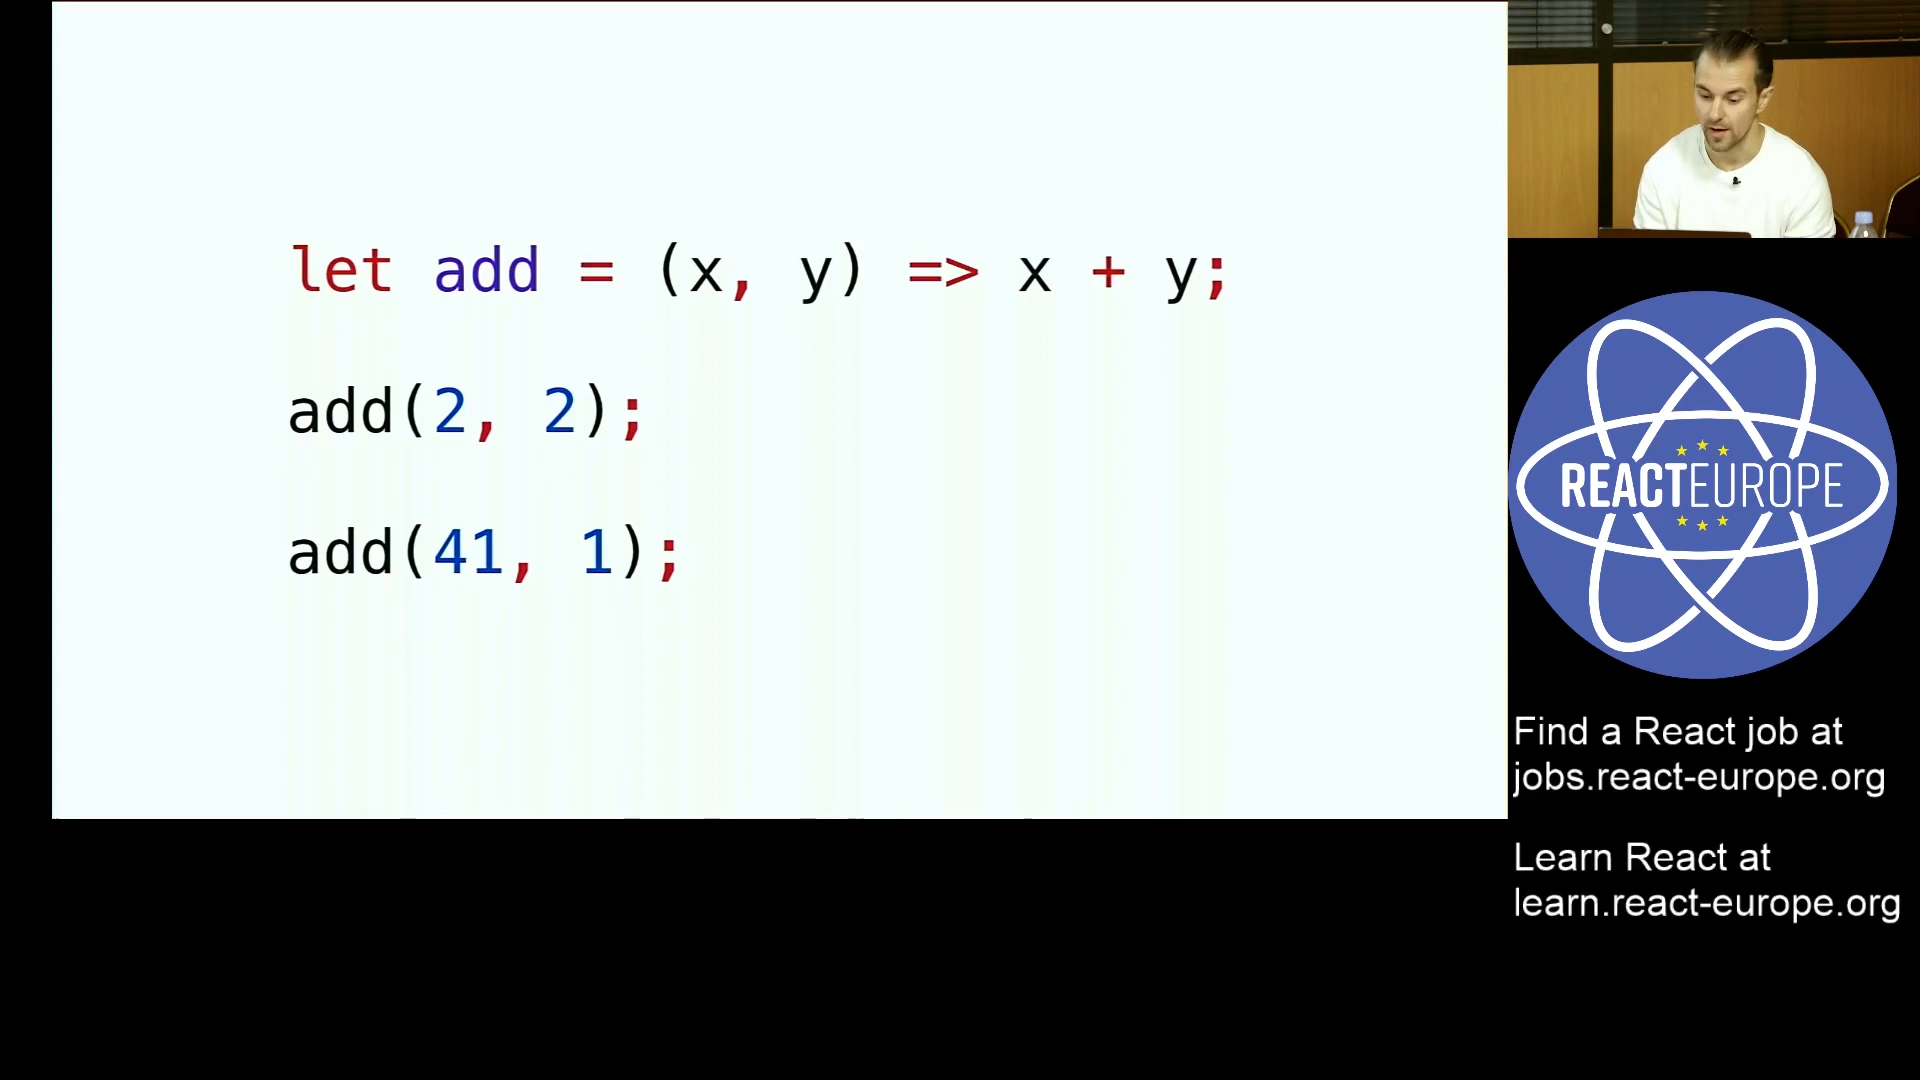 let add = (x, y) => x + y;
add(2, 2);
add(41, 1);
REACTEUROPE
Find a React job at
jobs.react-europe.org
Learn React at
learn.react-europe.org